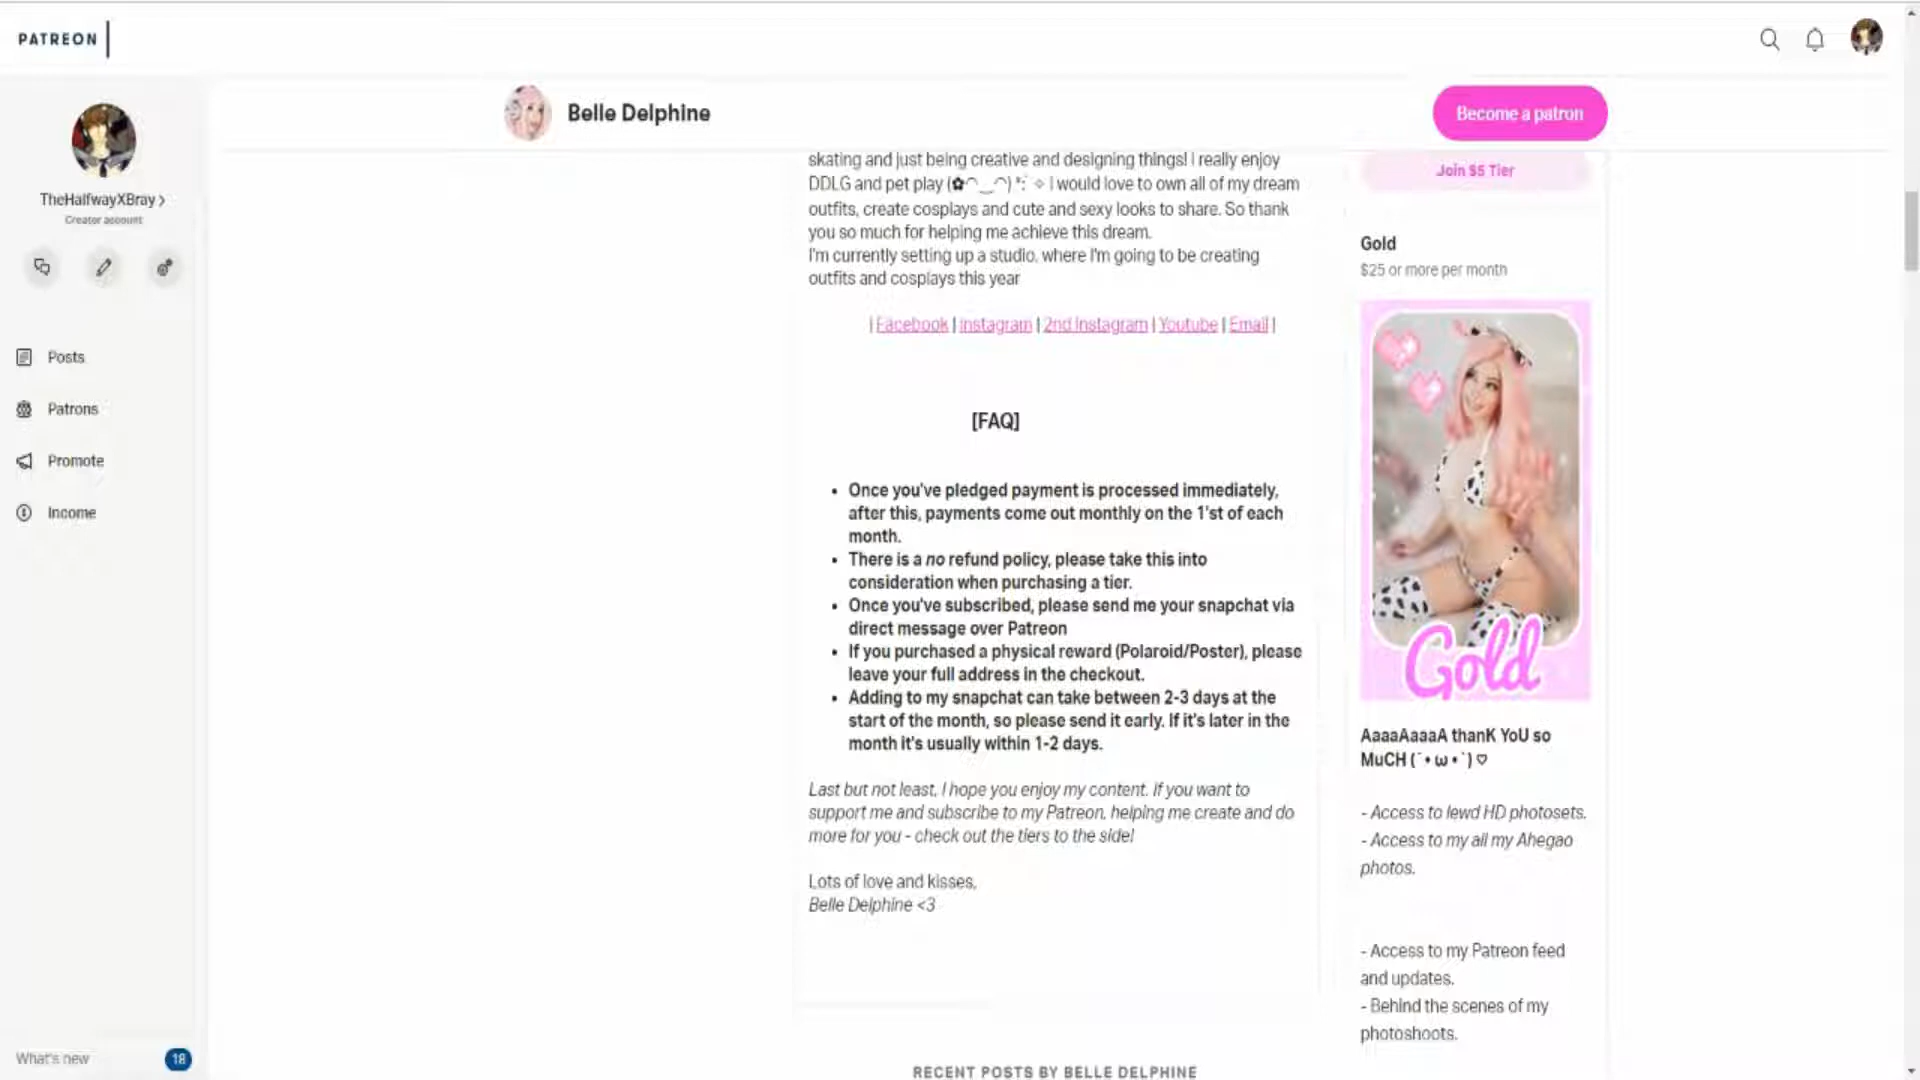 PATREON
Belle Delphine
Become a patron
TheHalfwayXBray
Creator account
Posts
Patrons
Promote
Income
What's new
18
skating and just being creative and designing things! I really enjoy
DDLG and pet play (✿◠‿◠) *:・゚✧ I would love to own all of my dream
outfits, create cosplays and cute and sexy looks to share. So thank
you so much for helping me achieve this dream.
I'm currently setting up a studio, where I'm going to be creating
outfits and cosplays this year
| Facebook | Instagram | 2nd Instagram | Youtube | Email |
[FAQ]
• Once you've pledged payment is processed immediately,
after this, payments come out monthly on the 1'st of each
month.
• There is a no refund policy, please take this into
consideration when purchasing a tier.
• Once you've subscribed, please send me your snapchat via
direct message over Patreon
• If you purchased a physical reward (Polaroid/Poster), please
leave your full address in the checkout.
• Adding to my snapchat can take between 2-3 days at the
start of the month, so please send it early. If it's later in the
month it's usually within 1-2 days.
Last but not least, I hope you enjoy my content. If you want to
support me and subscribe to my Patreon, helping me create and do
more for you - check out the tiers to the side!
Lots of love and kisses,
Belle Delphine <3
RECENT POSTS BY BELLE DELPHINE
Join $5 Tier
Gold
$25 or more per month
Gold
AaaaAaaaA thanK YoU so
MuCH (´• ω •`) ♡
- Access to lewd HD photosets.
- Access to my all my Ahegao
photos.
- Access to my Patreon feed
and updates.
- Behind the scenes of my
photoshoots.